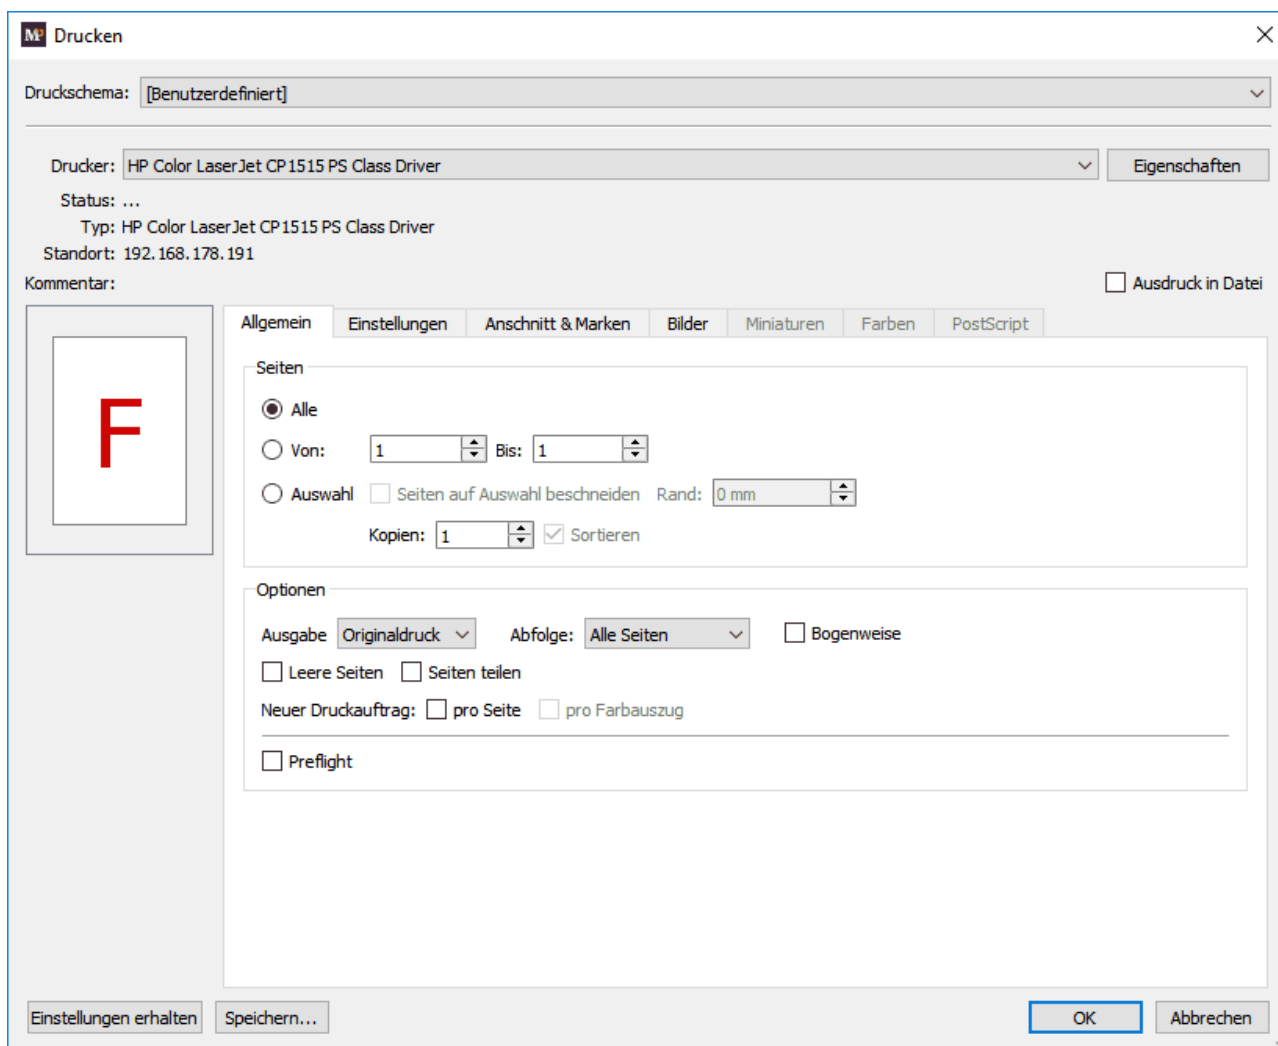 MP Drucken
Druckschema: [Benutzerdefiniert]
Drucker: HP Color LaserJet CP1515 PS Class Driver Eigenschaften
Status: ...
Typ: HP Color LaserJet CP1515 PS Class Driver
Standort: 192.168.178.191
Kommentar: Ausdruck in Datei
Allgemein Einstellungen Anschnitt & Marken Bilder Miniaturen Farben PostScript
F
Seiten
Alle
Von: 1 Bis: 1
Auswahl Seiten auf Auswahl beschneiden Rand: 0 mm
Kopien: 1 Sortieren
Optionen
Ausgabe Originaldruck Abfolge: Alle Seiten Bogenweise
Leere Seiten Seiten teilen
Neuer Druckauftrag: pro Seite pro Farbauszug
Preflight
Einstellungen erhalten Speichern... OK Abbrechen